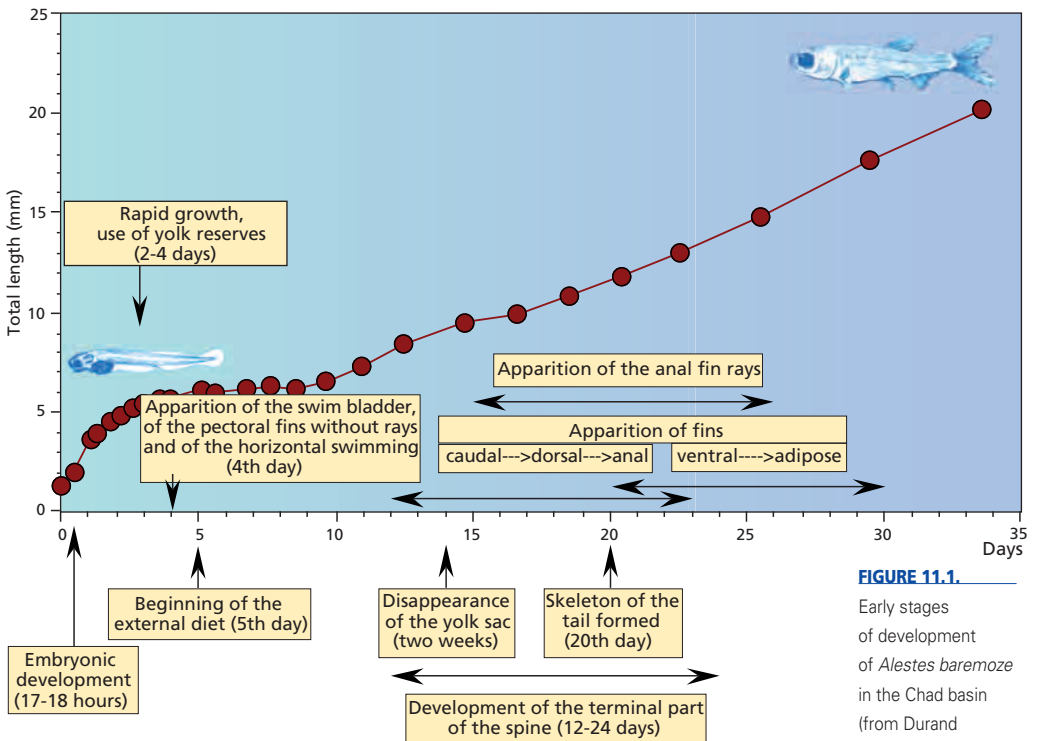 25
20
15
10
5
0
Total length (mm)
Rapid growth,
use of yolk reserves
(2-4 days)
Apparition of the swim bladder,
of the pectoral fins without rays
and of the horizontal swimming
(4th day)
Apparition of the anal fin rays
Apparition of fins
caudal--->dorsal--->anal
ventral---->adipose
0
5
10
15
20
25
30
35
Days
Beginning of the
external diet (5th day)
Embryonic
development
(17-18 hours)
Disappearance
of the yolk sac
(two weeks)
Skeleton of the
tail formed
(20th day)
Development of the terminal part
of the spine (12-24 days)
FIGURE 11.1.
Early stages
of development
of Alestes baremoze
in the Chad basin
(from Durand